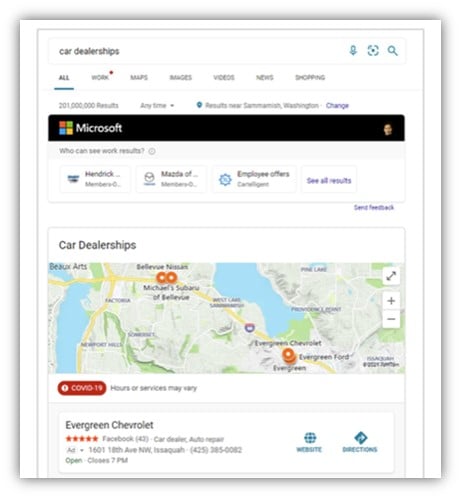 car dealerships
ALL WORK MAPS IMAGES VIDEOS NEWS SHOPPING
201,000,000 Results Any time Results near Sammamish, Washington · Change
Microsoft
Who can see work results?
Hendrick ... Mazda of ... Employee offers See all results
Members-O... Members-O... Cartelligent
Send feedback
Car Dealerships
Beaux Arts
Bellevue Nissan
PINE LAKE
Michael's Subaru
of Bellevue
FACTORIA
WEST LAKE
SAMMAMISH
PROVIDENCE POINT
SOMERSET
NEWPORT HILLS
Evergreen Chevrolet
Evergreen Ford
Evergreen
ISSAQUAH
© 2021 TomTom
COVID-19 Hours or services may vary
Evergreen Chevrolet
Facebook (43) · Car dealer, Auto repair
Ad · 1601 18th Ave NW, Issaquah · (425) 385-0082
Open · Closes 7 PM
WEBSITE DIRECTIONS